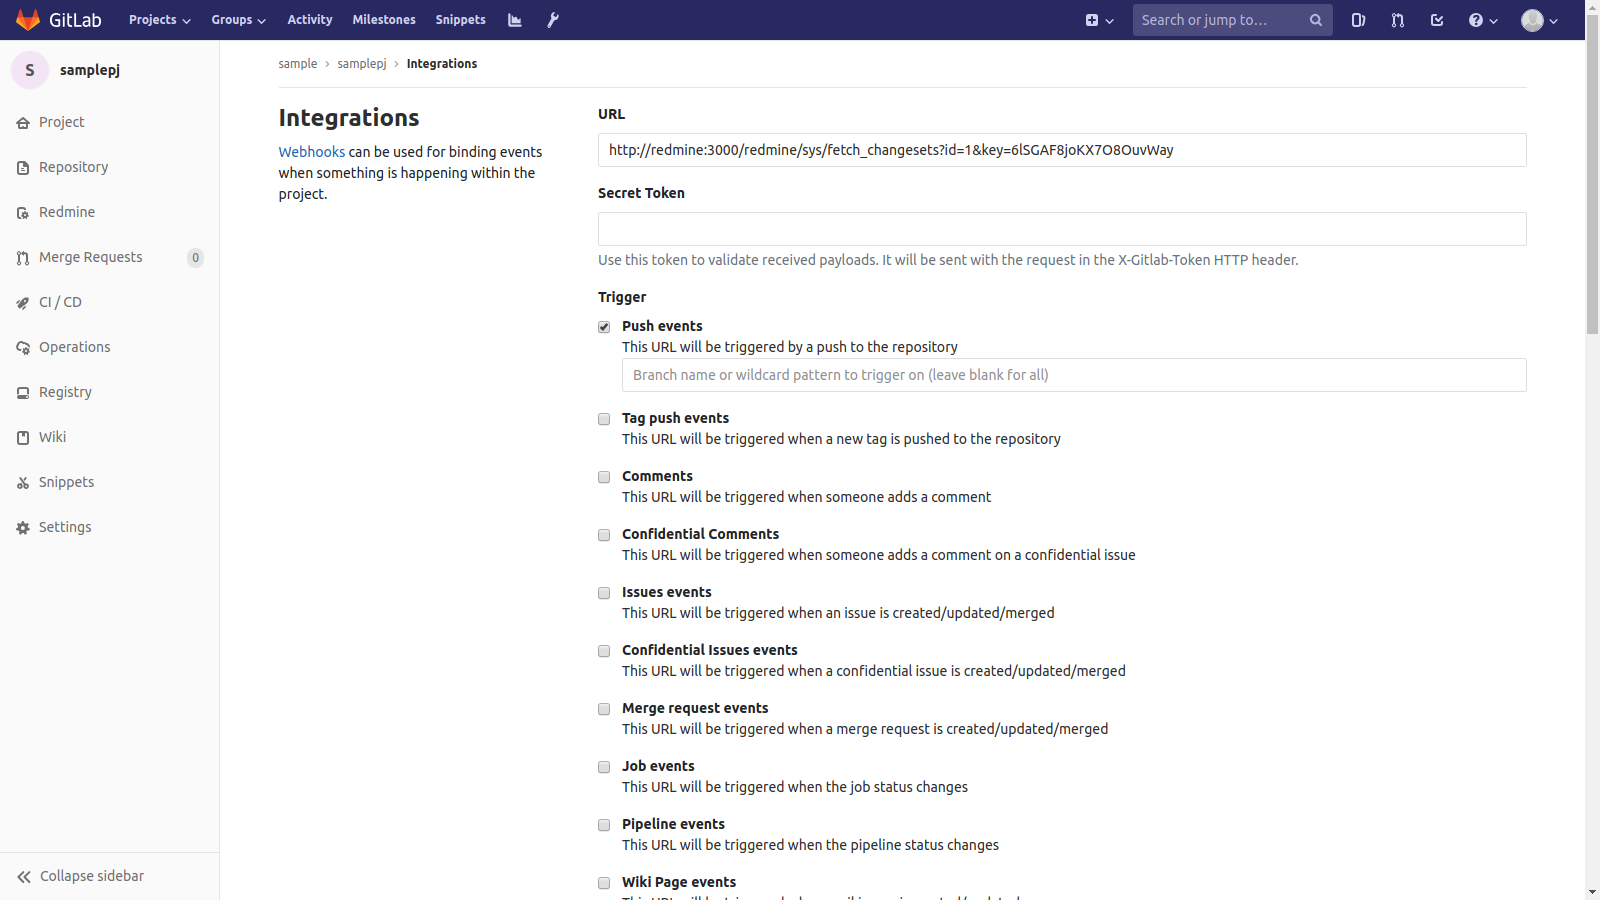 GitLab Projects Groups Activity Milestones Snippets Search or jump to...
S samplepj
Project
Repository
Redmine
Merge Requests 0
CI / CD
Operations
Registry
Wiki
Snippets
Settings
Collapse sidebar
sample › samplepj › Integrations
Integrations
Webhooks can be used for binding events
when something is happening within the
project.
URL
http://redmine:3000/redmine/sys/fetch_changesets?id=1&key=6lSGAF8joKX7O8OuvWay
Secret Token
Use this token to validate received payloads. It will be sent with the request in the X-Gitlab-Token HTTP header.
Trigger
Push events
This URL will be triggered by a push to the repository
Branch name or wildcard pattern to trigger on (leave blank for all)
Tag push events
This URL will be triggered when a new tag is pushed to the repository
Comments
This URL will be triggered when someone adds a comment
Confidential Comments
This URL will be triggered when someone adds a comment on a confidential issue
Issues events
This URL will be triggered when an issue is created/updated/merged
Confidential Issues events
This URL will be triggered when a confidential issue is created/updated/merged
Merge request events
This URL will be triggered when a merge request is created/updated/merged
Job events
This URL will be triggered when the job status changes
Pipeline events
This URL will be triggered when the pipeline status changes
Wiki Page events